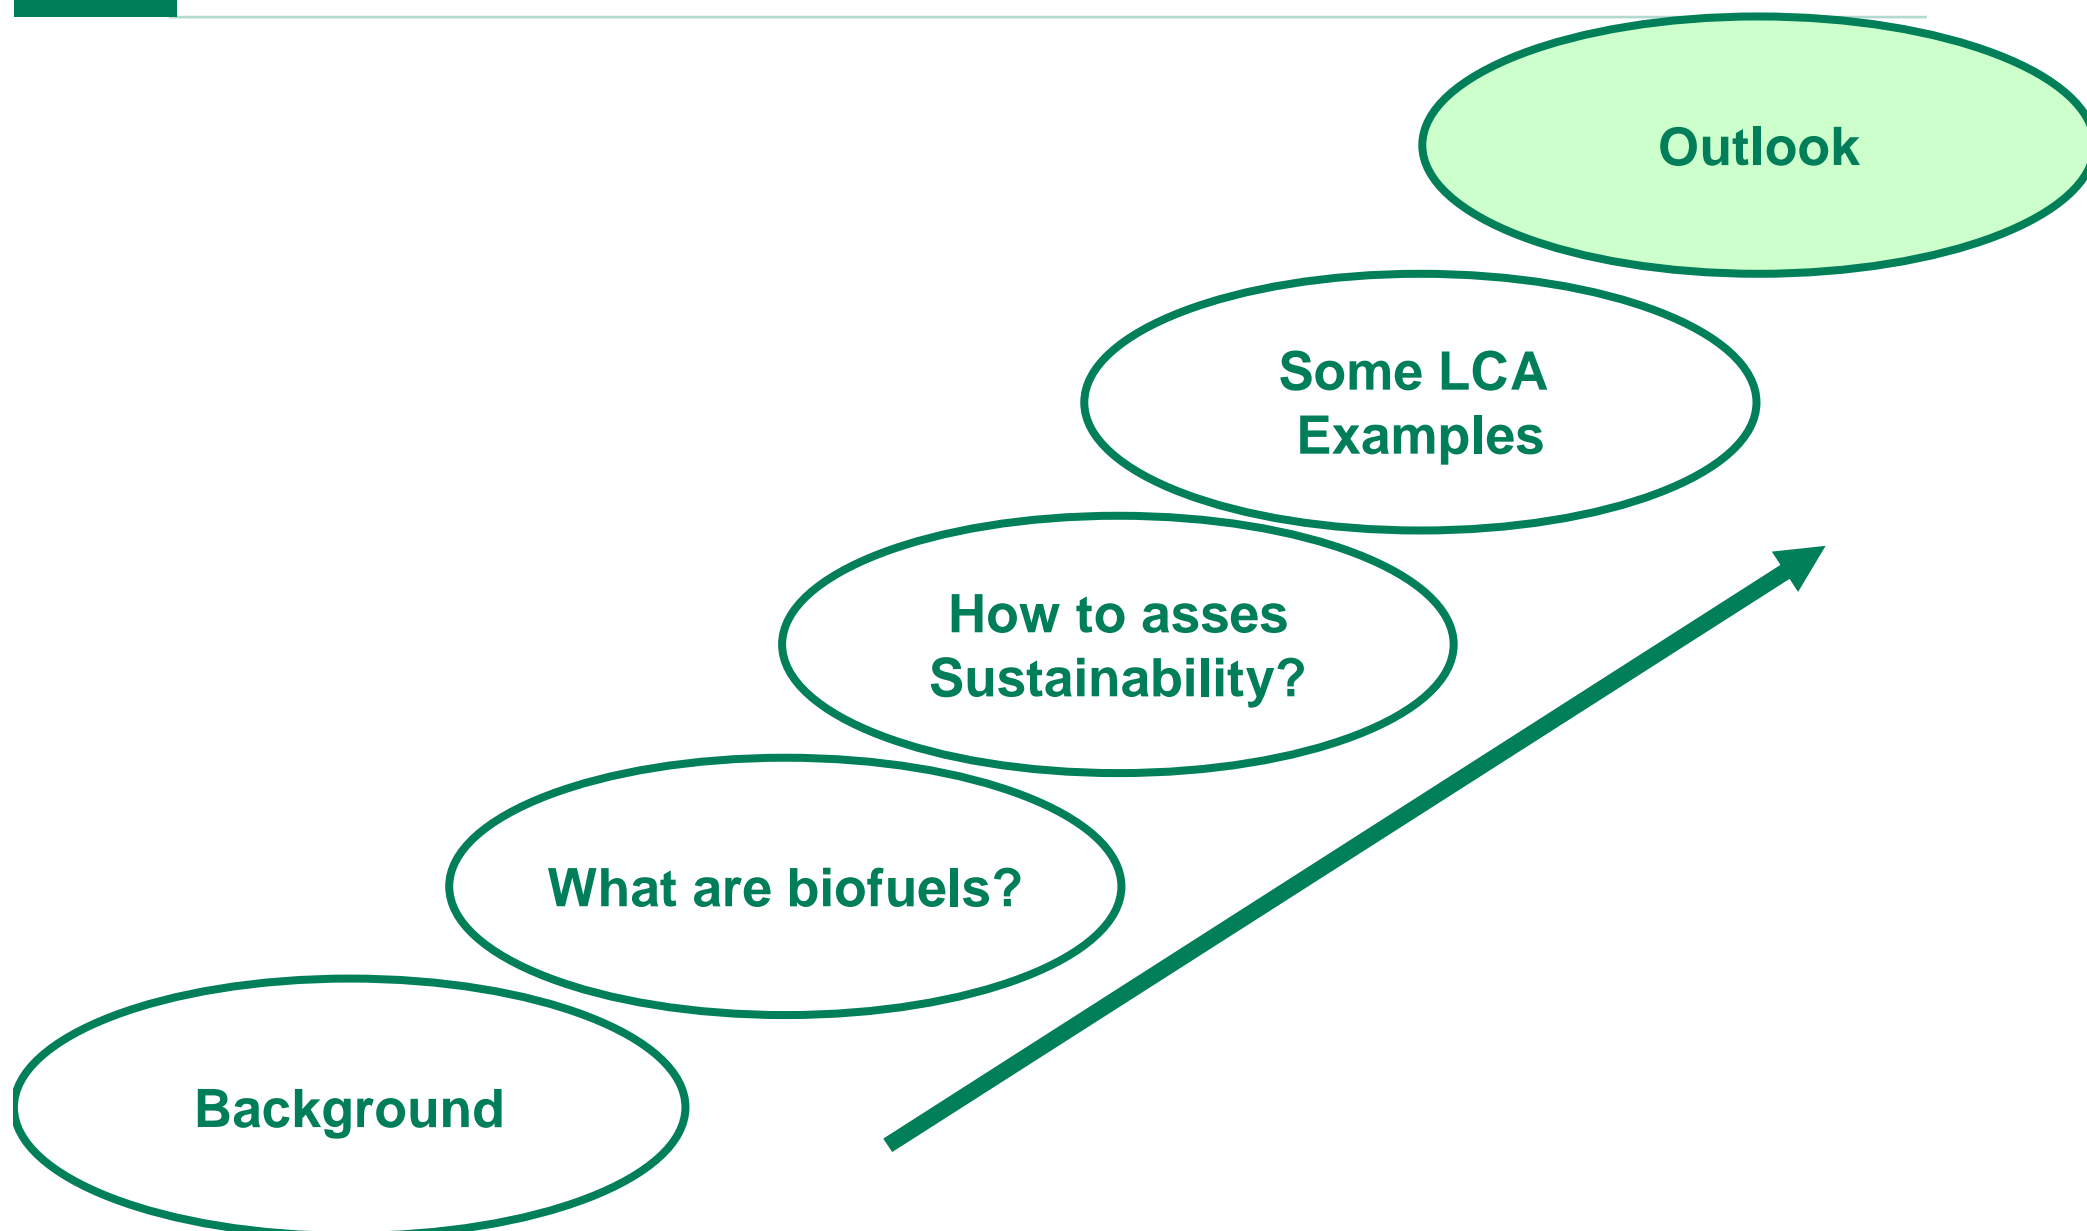 Outlook
Some LCA
Examples
How to asses
Sustainability?
What are biofuels?
Background